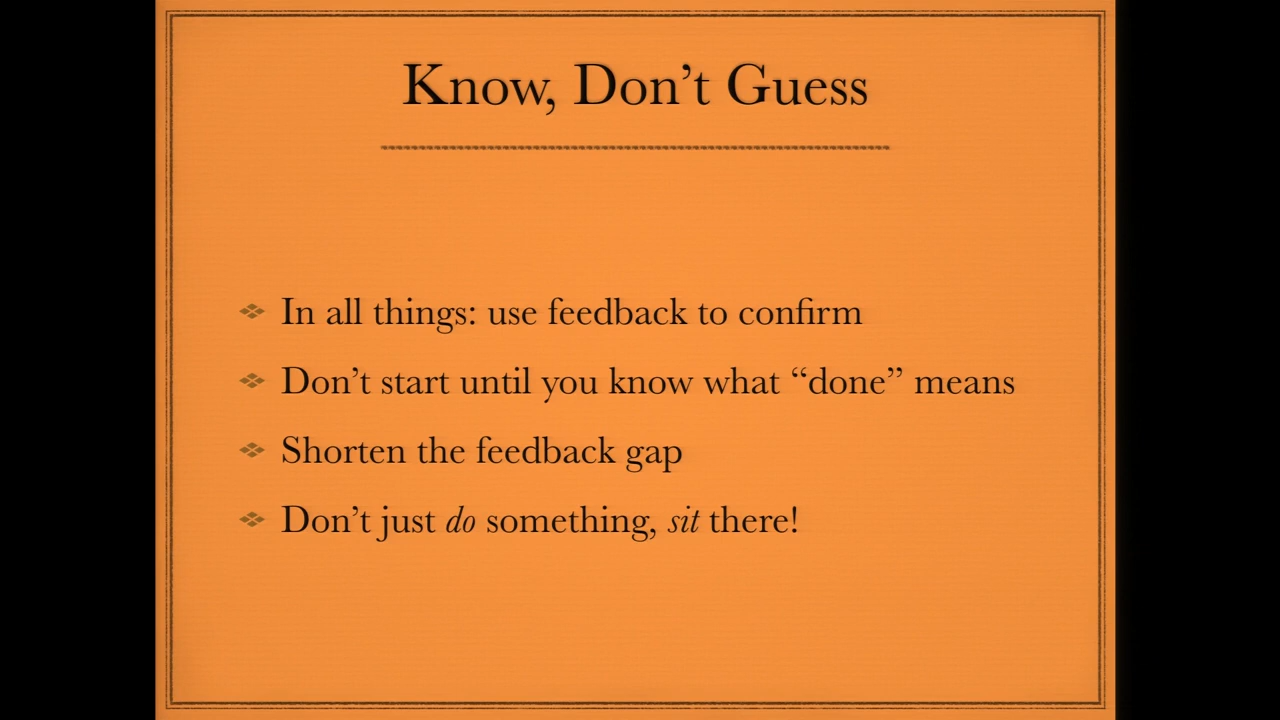 Know, Don’t Guess
In all things: use feedback to confirm
Don’t start until you know what “done” means
Shorten the feedback gap
Don’t just do something, sit there!